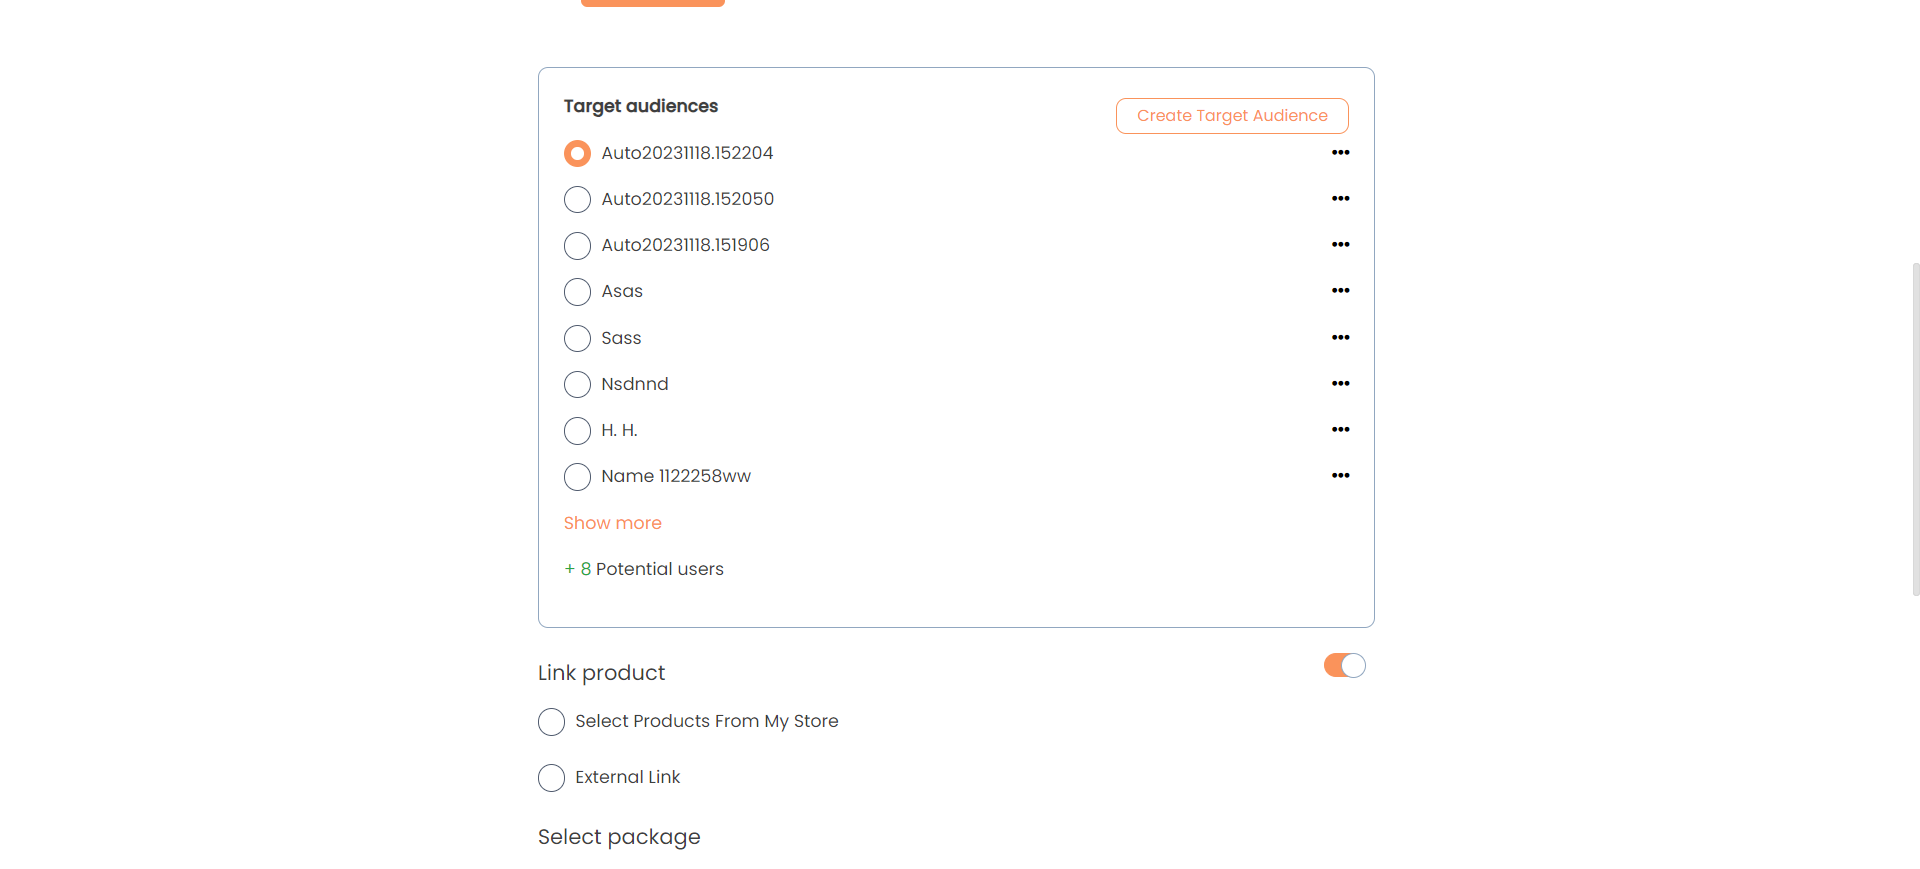 Target audiences
Create Target Audience
Auto20231118.152204
Auto20231118.152050
Auto20231118.151906
Asas
Sass
Nsdnnd
H. H.
Name 1122258ww
Show more
+ 8 Potential users
Link product
Select Products From My Store
External Link
Select package